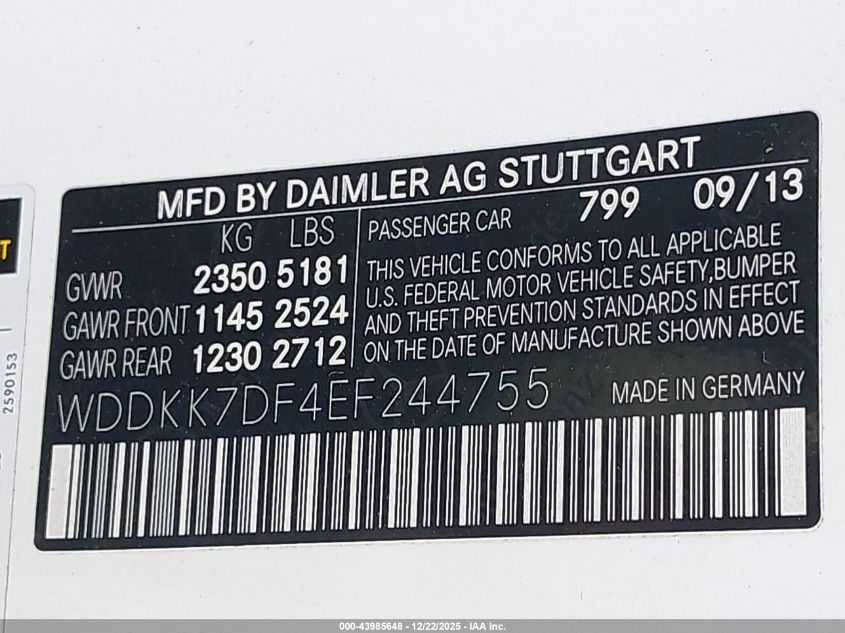 MFD BY DAIMLER AG STUTTGART
KG LBS
GVWR 2350 5181
GAWR FRONT 1145 2524
GAWR REAR 1230 2712
PASSENGER CAR 799 09/13
THIS VEHICLE CONFORMS TO ALL APPLICABLE
U.S. FEDERAL MOTOR VEHICLE SAFETY,BUMPER
AND THEFT PREVENTION STANDARDS IN EFFECT
ON THE DATE OF MANUFACTURE SHOWN ABOVE
WDDKK7DF4EF244755 MADE IN GERMANY
T
2590153
000-43985648 - 12/22/2025 - IAA Inc.